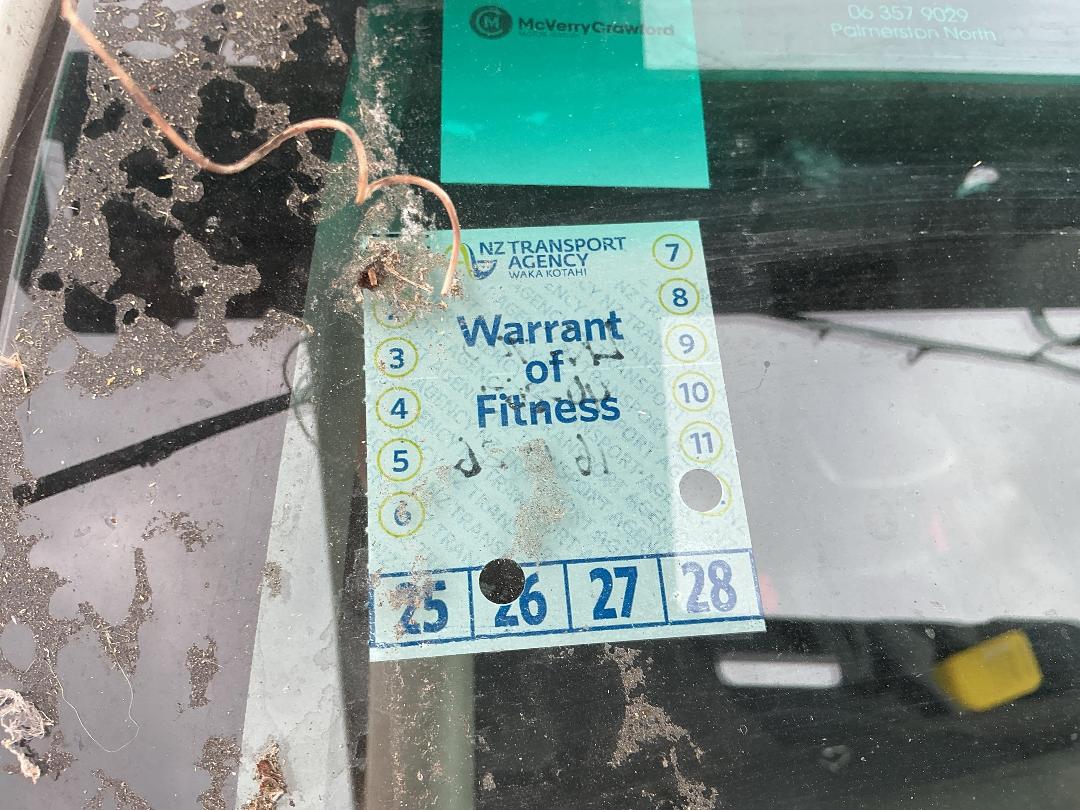 M
McVerryCrawford
06 357 9029
Palmerston North
NZ TRANSPORT
AGENCY
WAKA KOTAHI
7
8
3
Warrant
of
Fitness
9
4
10
5
11
6
25
26
27
28